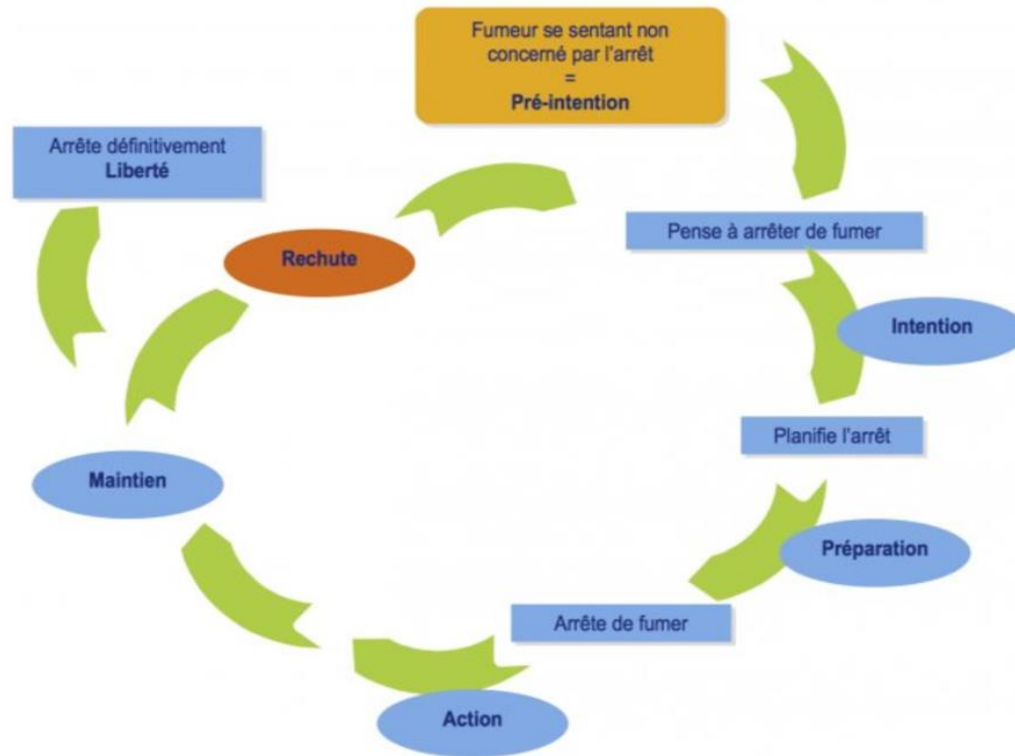 Fumeur se sentant non
concerné par l'arrêt
=
Pré-intention
Arrête définitivement
Liberté
Pense à arrêter de fumer
Rechute
Intention
Planifie l'arrêt
Maintien
Préparation
Arrête de fumer
Action